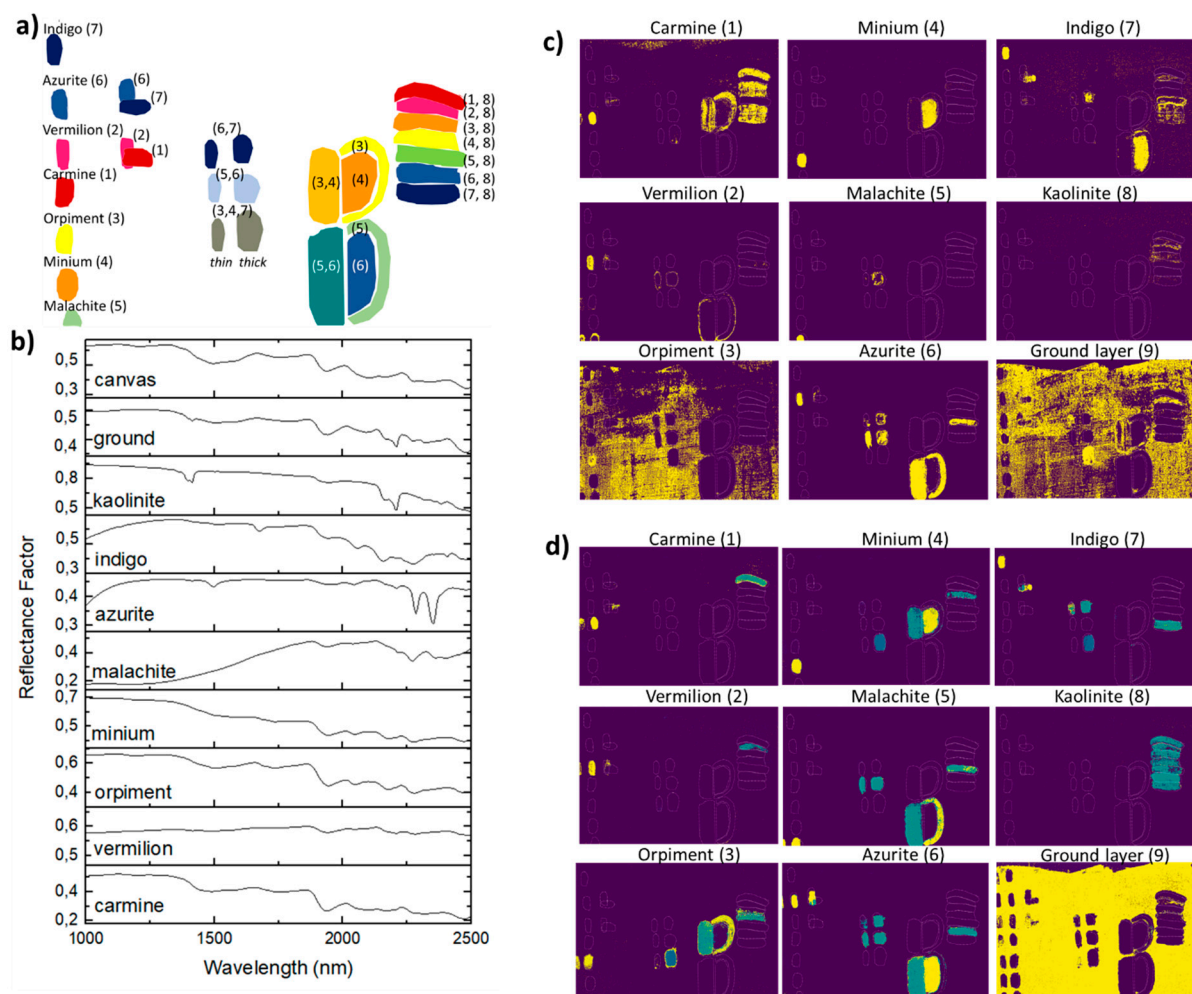 a)
Indigo (7)
Azurite (6)
(6)
(7)
Vermilion (2)
(2)
(1)
Carmine (1)
Orpiment (3)
Minium (4)
Malachite (5)
(6,7)
(5,6)
(3,4,7)
thin thick
(3)
(3,4)
(4)
(5)
(5,6)
(6)
(1, 8)
(2, 8)
(3, 8)
(4, 8)
(5, 8)
(6, 8)
(7, 8)
b)
Reflectance Factor
0,5
0,3
canvas
0,5
0,4
ground
0,8
0,5
kaolinite
0,5
0,3
indigo
0,4
0,3
azurite
0,4
0,2
malachite
0,7
0,5
minium
0,6
0,4
orpiment
0,6
0,5
vermilion
0,4
0,2
carmine
1000 1500 2000 2500
Wavelength (nm)
c)
Carmine (1) Minium (4) Indigo (7)
Vermilion (2) Malachite (5) Kaolinite (8)
Orpiment (3) Azurite (6) Ground layer (9)
d)
Carmine (1) Minium (4) Indigo (7)
Vermilion (2) Malachite (5) Kaolinite (8)
Orpiment (3) Azurite (6) Ground layer (9)